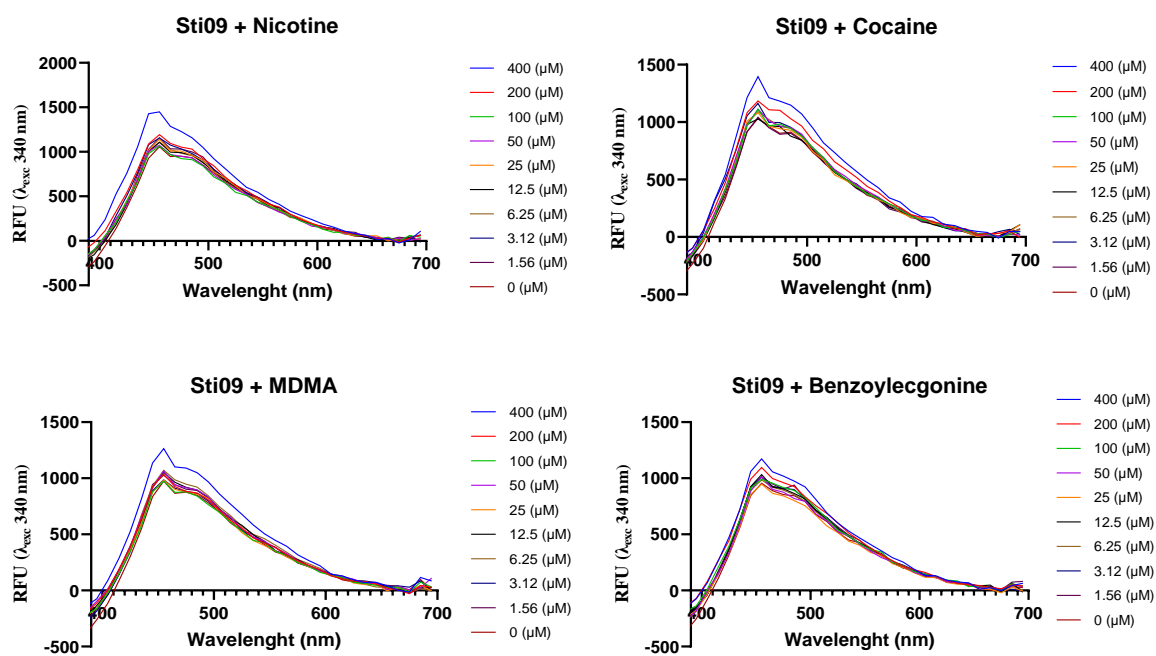 Sti09 + Nicotine
2000
1500
1000
500
0
-500
400
500
600
700
RFU (λexc 340 nm)
Wavelenght (nm)
400 (µM)
200 (µM)
100 (µM)
50 (µM)
25 (µM)
12.5 (µM)
6.25 (µM)
3.12 (µM)
1.56 (µM)
0 (µM)
Sti09 + Cocaine
1500
1000
500
0
-500
400
500
600
700
RFU (λexc 340 nm)
Wavelenght (nm)
400 (µM)
200 (µM)
100 (µM)
50 (µM)
25 (µM)
12.5 (µM)
6.25 (µM)
3.12 (µM)
1.56 (µM)
0 (µM)
Sti09 + MDMA
1500
1000
500
0
-500
400
500
600
700
RFU (λexc 340 nm)
Wavelenght (nm)
400 (µM)
200 (µM)
100 (µM)
50 (µM)
25 (µM)
12.5 (µM)
6.25 (µM)
3.12 (µM)
1.56 (µM)
0 (µM)
Sti09 + Benzoylecgonine
1500
1000
500
0
-500
400
500
600
700
RFU (λexc 340 nm)
Wavelenght (nm)
400 (µM)
200 (µM)
100 (µM)
50 (µM)
25 (µM)
12.5 (µM)
6.25 (µM)
3.12 (µM)
1.56 (µM)
0 (µM)